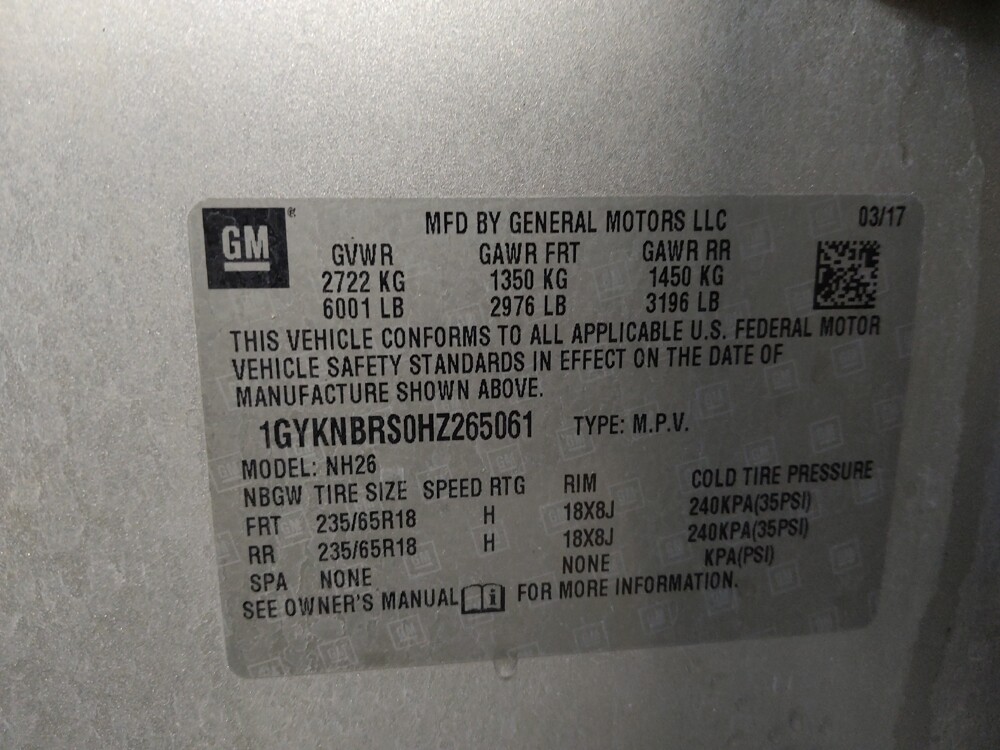 GM
MFD BY GENERAL MOTORS LLC 03/17
GVWR GAWR FRT GAWR RR
2722 KG 1350 KG 1450 KG
6001 LB 2976 LB 3196 LB
THIS VEHICLE CONFORMS TO ALL APPLICABLE U.S. FEDERAL MOTOR
VEHICLE SAFETY STANDARDS IN EFFECT ON THE DATE OF
MANUFACTURE SHOWN ABOVE.
1GYKNBRS0HZ265061 TYPE: M.P.V.
MODEL: NH26
NBGW TIRE SIZE SPEED RTG RIM COLD TIRE PRESSURE
FRT 235/65R18 H 18X8J 240KPA(35PSI)
RR 235/65R18 H 18X8J 240KPA(35PSI)
SPA NONE NONE KPA(PSI)
SEE OWNER'S MANUAL i FOR MORE INFORMATION.